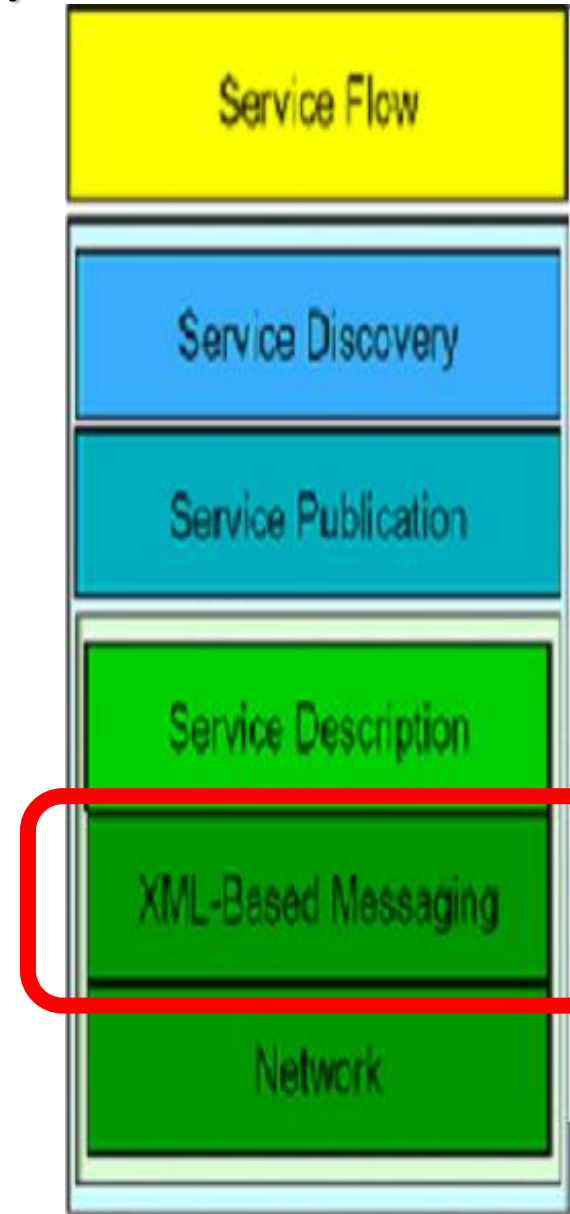 Service Flow
Service Discovery
Service Publication
Service Description
XML-Based Messaging
Network